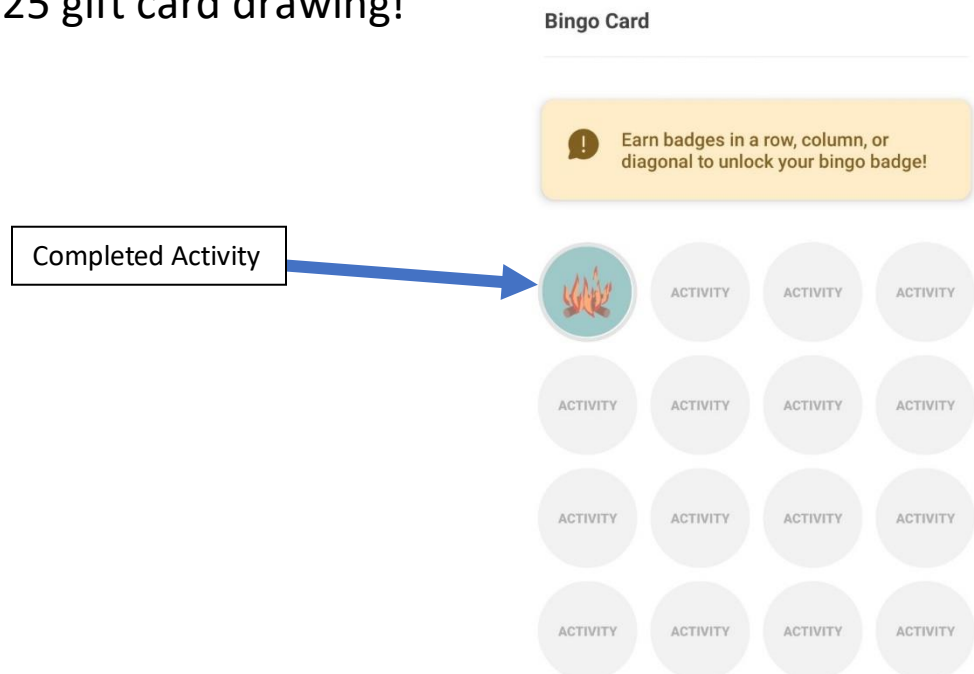 25 gift card drawing!
Bingo Card
Earn badges in a row, column, or
diagonal to unlock your bingo badge!
Completed Activity
ACTIVITY ACTIVITY ACTIVITY
ACTIVITY ACTIVITY ACTIVITY ACTIVITY
ACTIVITY ACTIVITY ACTIVITY ACTIVITY
ACTIVITY ACTIVITY ACTIVITY ACTIVITY